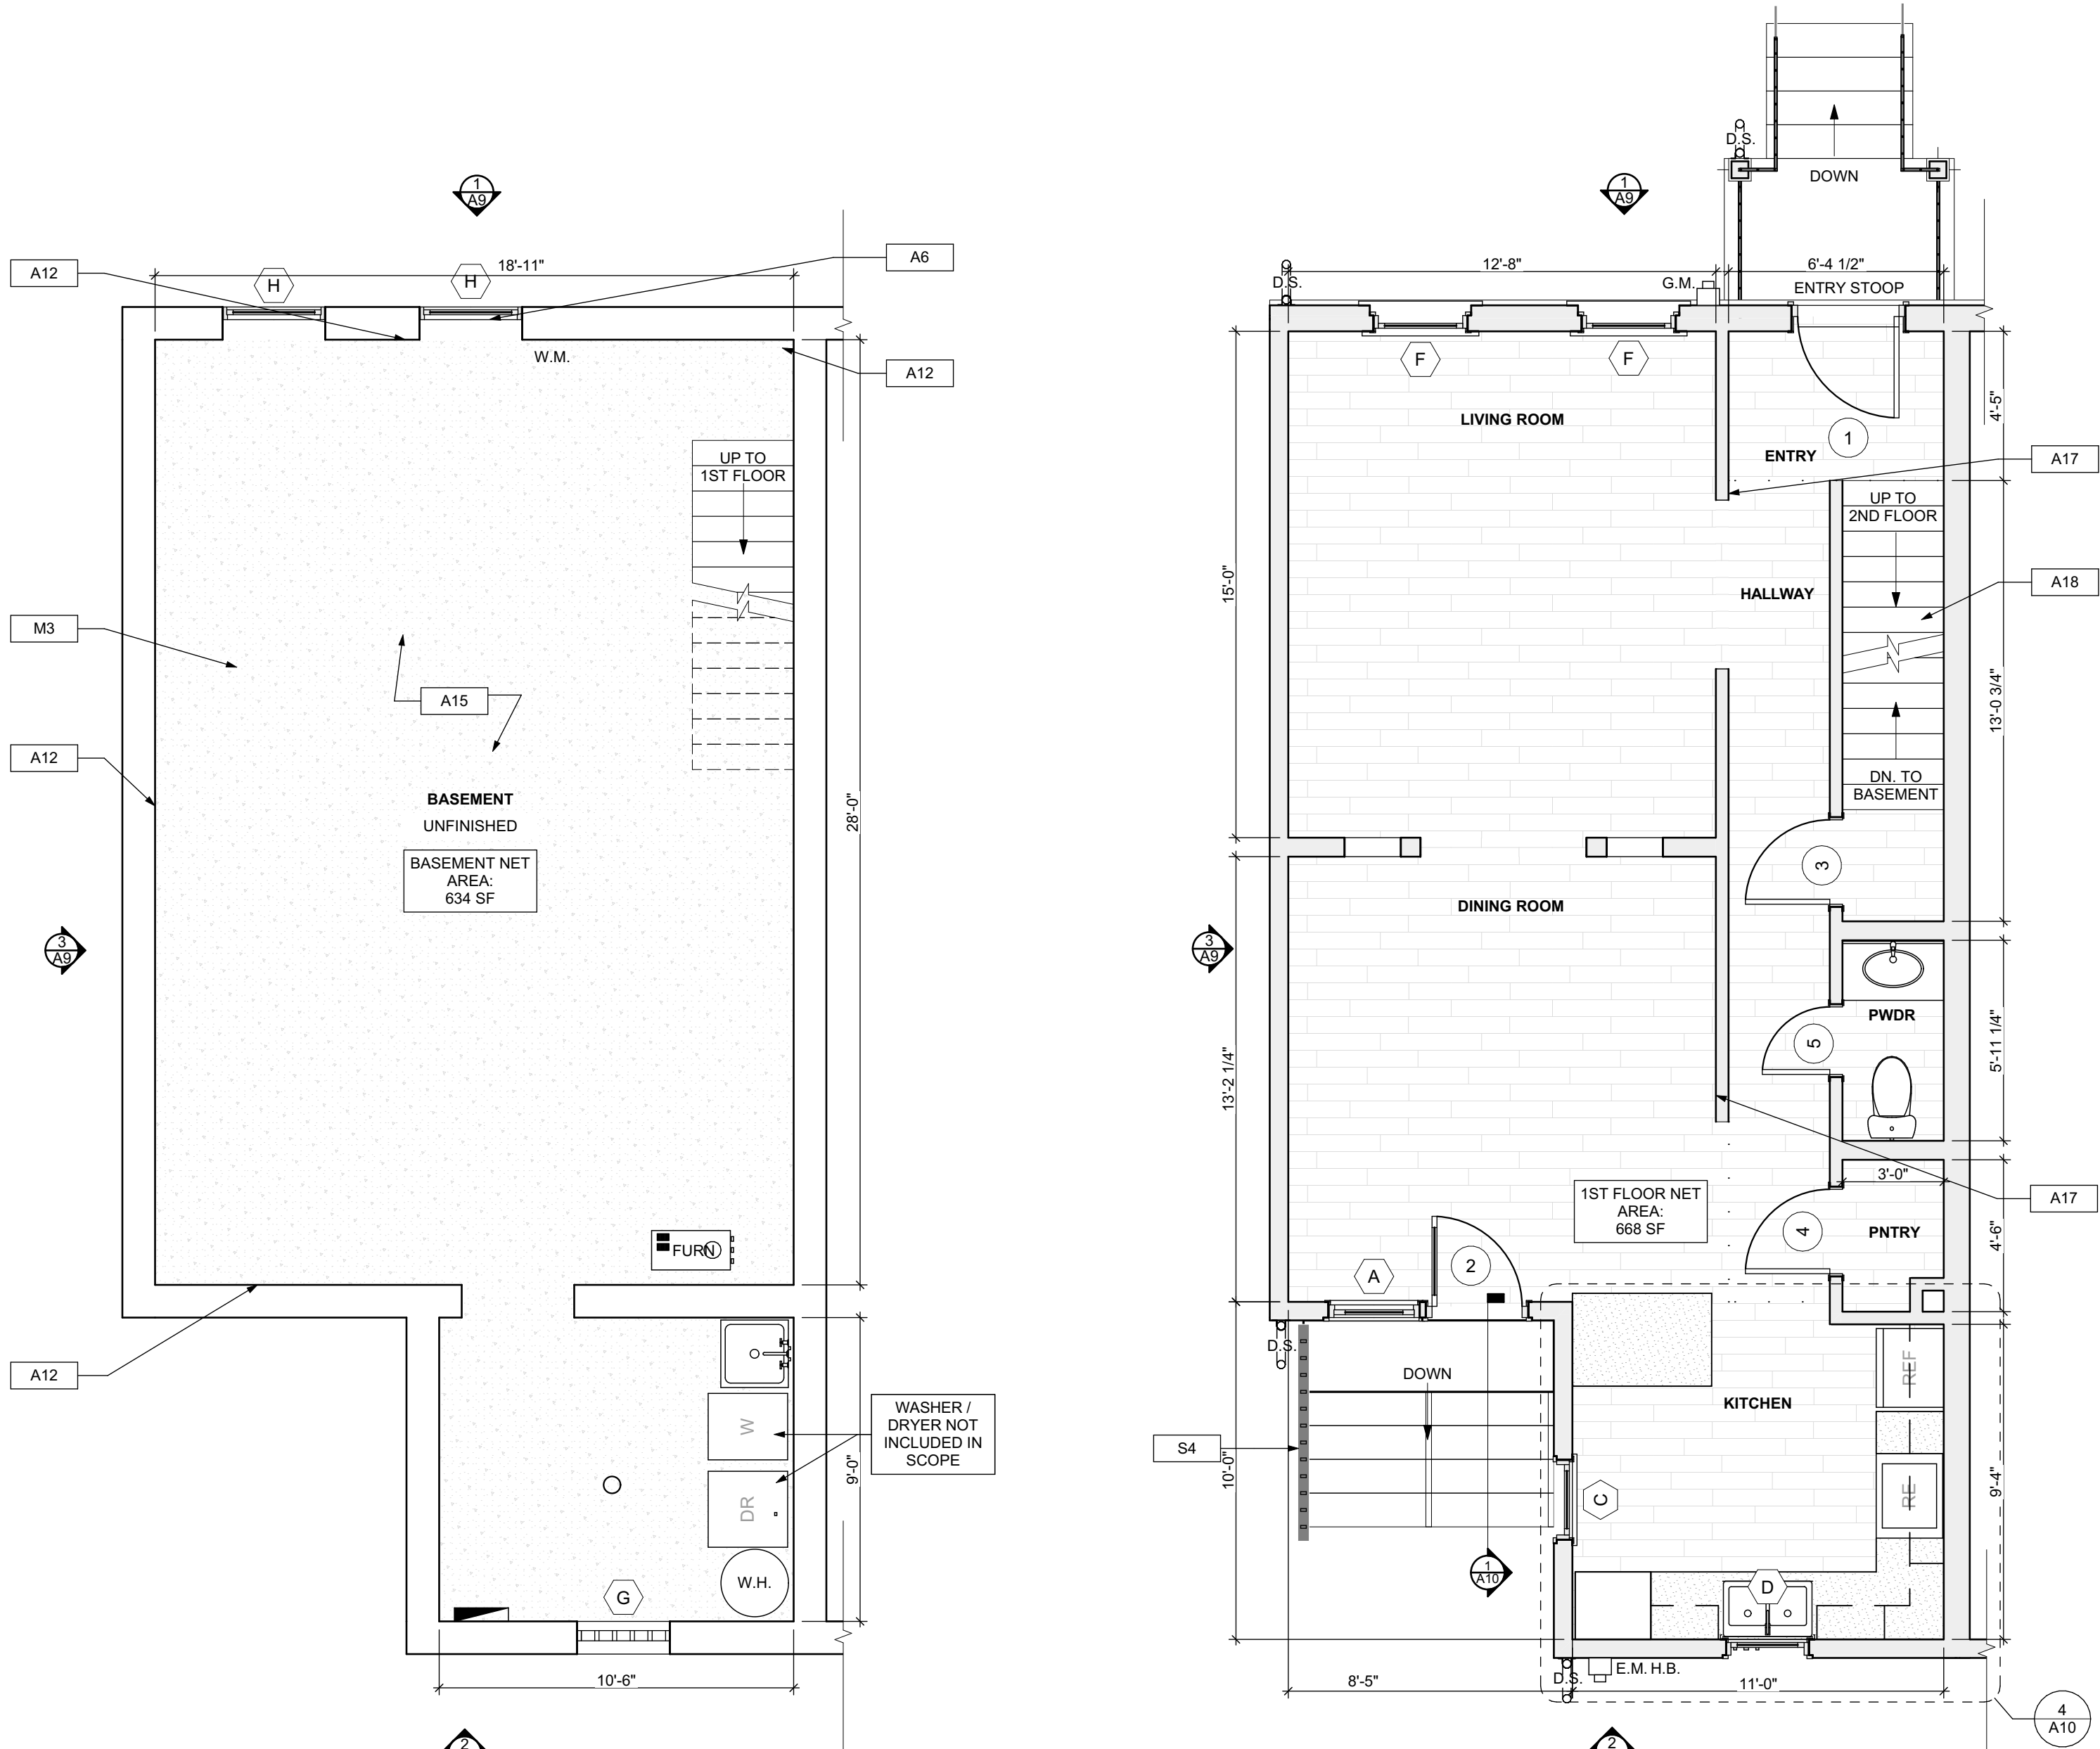 1
A9
A12
18'-11"
A6
H
H
W.M.
A12
UP TO
1ST FLOOR
M3
A15
A12
BASEMENT
UNFINISHED
BASEMENT NET
AREA:
634 SF
28'-0"
3
A9
FURN
A12
W
DR
WASHER /
DRYER NOT
INCLUDED IN
SCOPE
9'-0"
W.H.
G
10'-6"
2
D.S.
DOWN
1
A9
12'-8"
6'-4 1/2"
D.S.
G.M.
ENTRY STOOP
F
F
LIVING ROOM
4'-5"
1
ENTRY
A17
UP TO
2ND FLOOR
15'-0"
HALLWAY
A18
13'-0 3/4"
DN. TO
BASEMENT
3
DINING ROOM
3
A9
PWDR
5
5'-11 1/4"
13'-2 1/4"
3'-0"
1ST FLOOR NET
AREA:
668 SF
A17
4
PNTRY
4'-6"
A
2
D.S.
DOWN
REF
KITCHEN
S4
10'-0"
C
RE
9'-4"
1
A10
D
E.M. H.B.
D.S.
8'-5"
11'-0"
4
A10
2